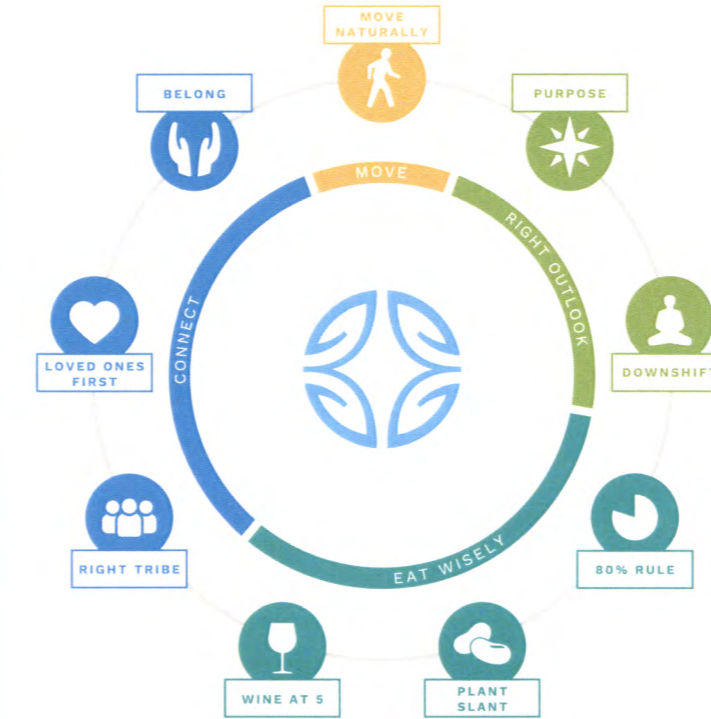 MOVE
NATURALLY
BELONG
PURPOSE
MOVE
RIGHT OUTLOOK
CONNECT
LOVED ONES
FIRST
DOWNSHIFT
RIGHT TRIBE
80% RULE
EAT WISELY
WINE AT 5
PLANT
SLANT